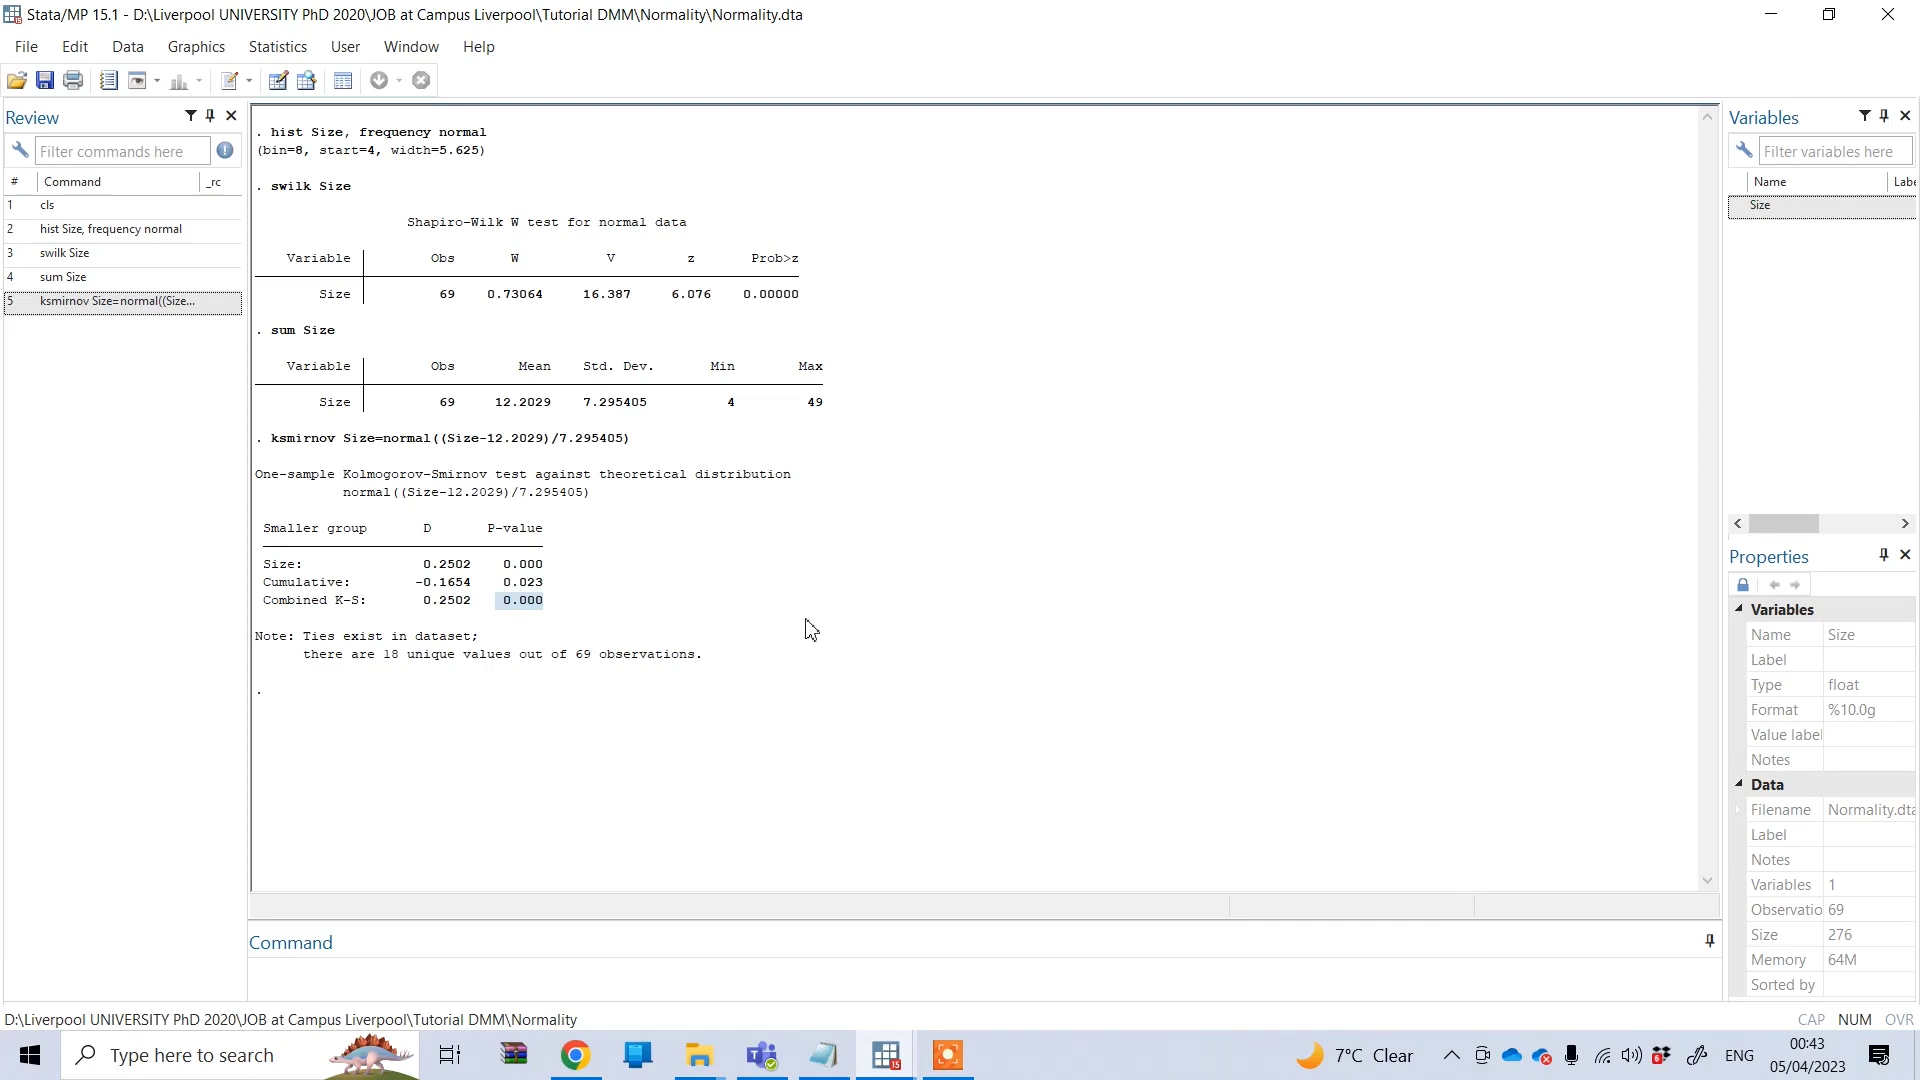 Stata/MP 15.1 - D:\Liverpool UNIVERSITY PhD 2020\JOB at Campus Liverpool\Tutorial DMM\Normality\Normality.dta
File Edit Data Graphics Statistics User Window Help
Review
Filter commands here
# Command _rc
1 cls
2 hist Size, frequency normal
3 swilk Size
4 sum Size
5 ksmirnov Size=normal((Size...
. hist Size, frequency normal
(bin=8, start=4, width=5.625)
. swilk Size
Shapiro-Wilk W test for normal data
Variable Obs W V z Prob>z
Size 69 0.73064 16.387 6.076 0.00000
. sum Size
Variable Obs Mean Std. Dev. Min Max
Size 69 12.2029 7.295405 4 49
. ksmirnov Size=normal((Size-12.2029)/7.295405)
One-sample Kolmogorov-Smirnov test against theoretical distribution
normal((Size-12.2029)/7.295405)
Smaller group D P-value
Size: 0.2502 0.000
Cumulative: -0.1654 0.023
Combined K-S: 0.2502 0.000
Note: Ties exist in dataset;
there are 18 unique values out of 69 observations.
.
Command
Variables
Filter variables here
Name Labe
Size
Properties
Variables
Name Size
Label
Type float
Format %10.0g
Value label
Notes
Data
Filename Normality.dta
Label
Notes
Variables 1
Observatio 69
Size 276
Memory 64M
Sorted by
D:\Liverpool UNIVERSITY PhD 2020\JOB at Campus Liverpool\Tutorial DMM\Normality
CAP NUM OVR
Type here to search
15
7°C Clear
ENG
00:43
05/04/2023